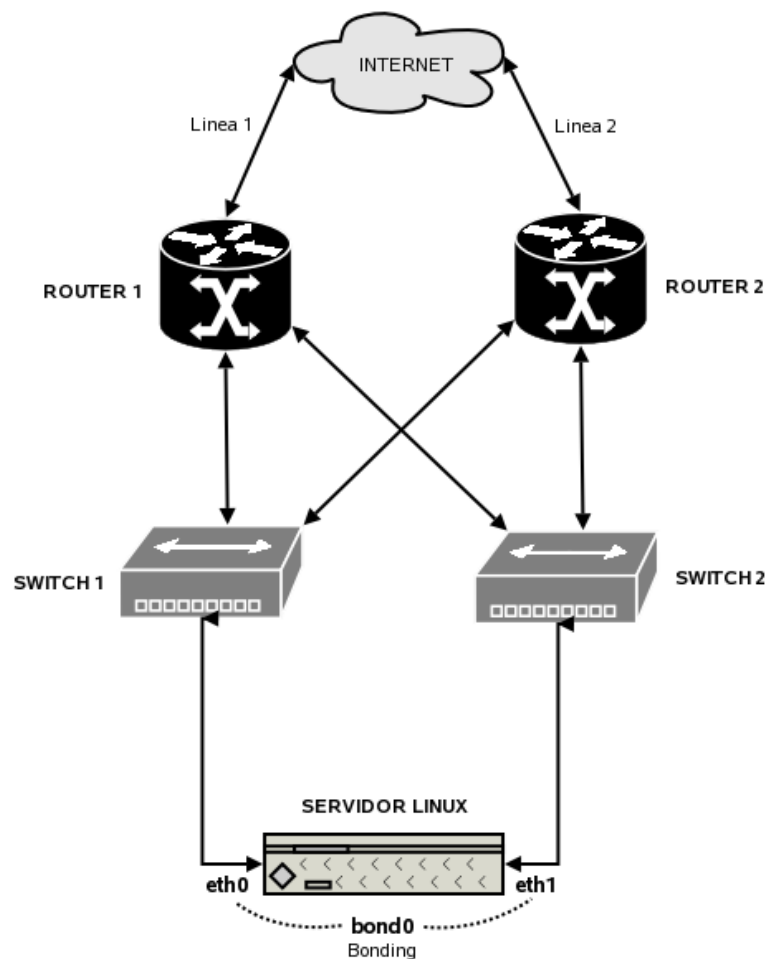 INTERNET
Linea 1
Linea 2
ROUTER 1
ROUTER 2
SWITCH 1
SWITCH 2
SERVIDOR LINUX
eth0
eth1
bond0
Bonding